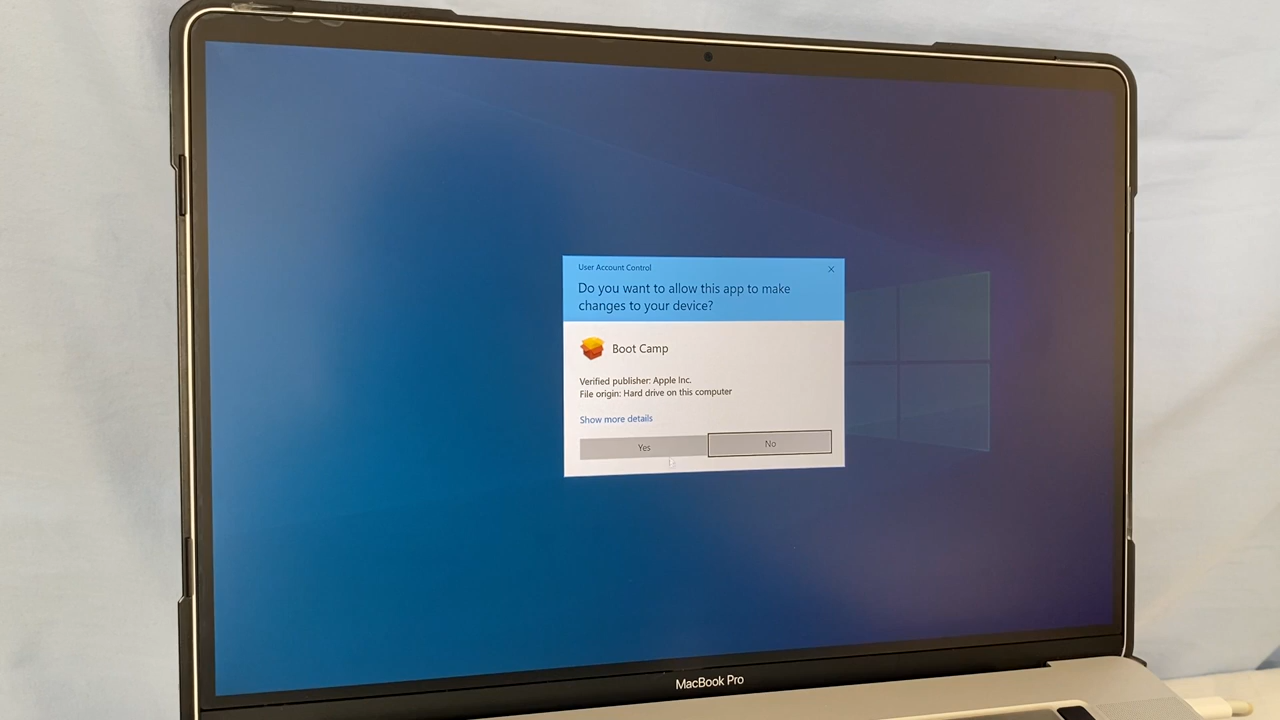 User Account Control
Do you want to allow this app to make
changes to your device?
Boot Camp
Verified publisher: Apple Inc.
File origin: Hard drive on this computer
Show more details
Yes
No
MacBook Pro